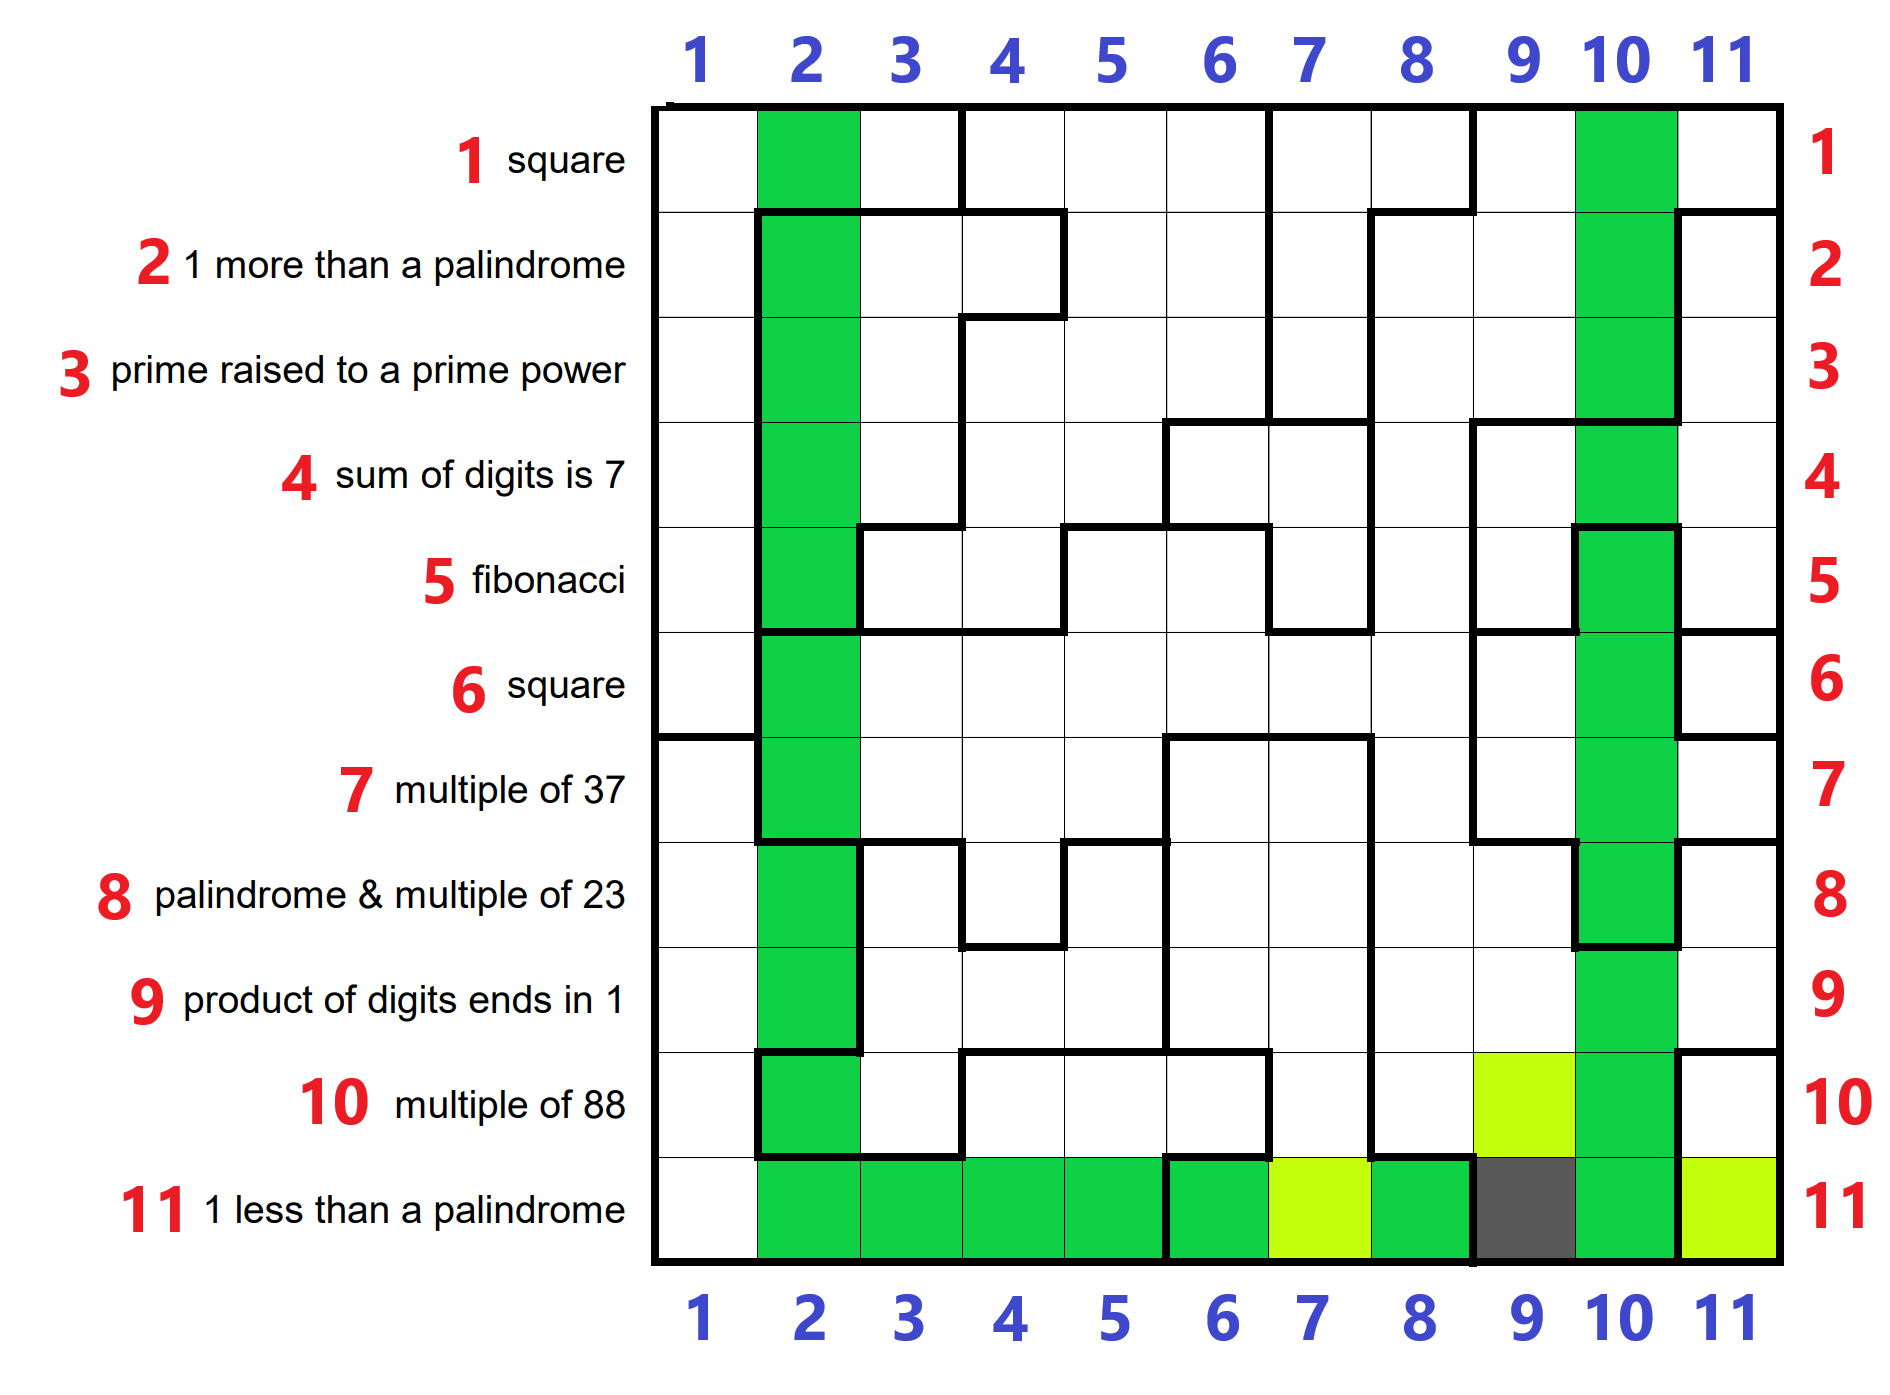 1 2 3 4 5 6 7 8 9 10 11
1 square 1
2 1 more than a palindrome 2
3 prime raised to a prime power 3
4 sum of digits is 7 4
5 fibonacci 5
6 square 6
7 multiple of 37 7
8 palindrome & multiple of 23 8
9 product of digits ends in 1 9
10 multiple of 88 10
11 1 less than a palindrome 11
1 2 3 4 5 6 7 8 9 10 11